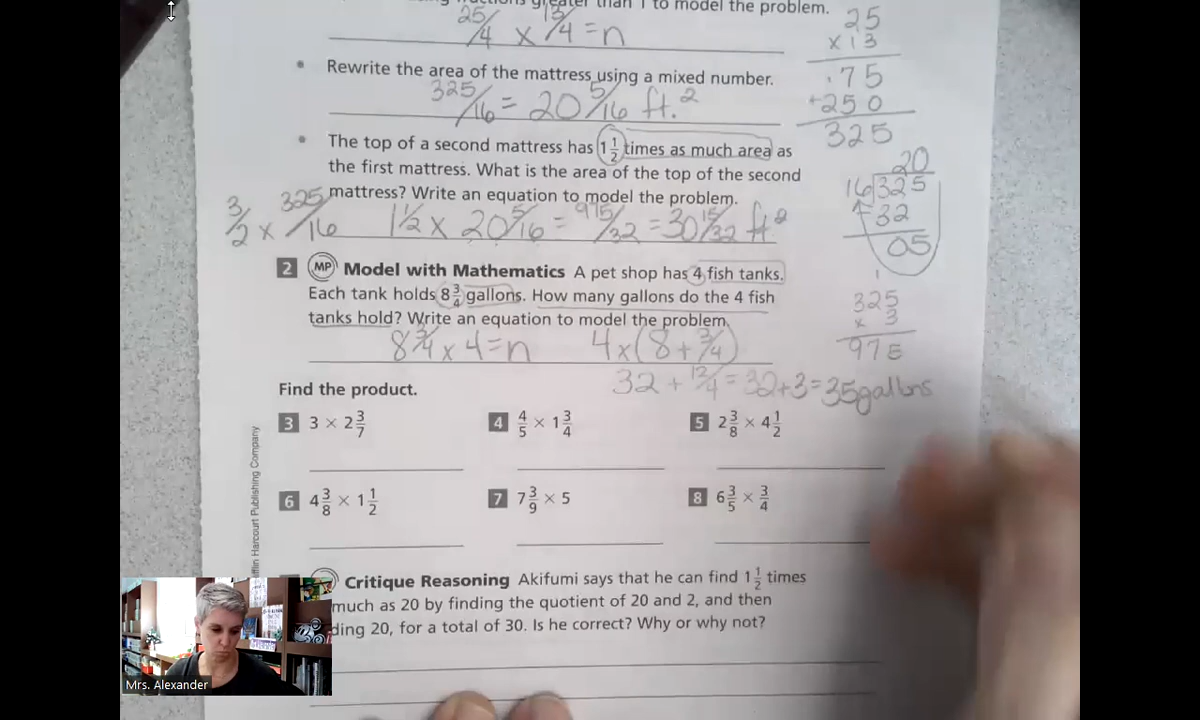 greater than 1 to model the problem.
25/4 x 13/4 = n
25
x 13
75
+250
325
• Rewrite the area of the mattress using a mixed number.
325/16 = 20 5/16 ft.²
• The top of a second mattress has 1 1/2 times as much area as
the first mattress. What is the area of the top of the second
mattress? Write an equation to model the problem.
3/2 x 325/16 1 1/2 x 20 5/16 = 975/32 = 30 15/32 ft²
20
16 325
32
05
2 MP Model with Mathematics A pet shop has 4 fish tanks.
Each tank holds 8 3/4 gallons. How many gallons do the 4 fish
tanks hold? Write an equation to model the problem.
8 3/4 x 4 = n 4 x (8 + 3/4)
32 + 12/4 = 32 + 3 = 35 gallons
1
325
x 3
975
Find the product.
3 3 × 2 3/7
4 4/5 × 1 3/4
5 2 3/8 × 4 1/2
6 4 3/8 × 1 1/2
7 7 3/9 × 5
8 6 3/5 × 3/4
Harcourt Publishing Company
Critique Reasoning Akifumi says that he can find 1 1/2 times
much as 20 by finding the quotient of 20 and 2, and then
ding 20, for a total of 30. Is he correct? Why or why not?
Mrs. Alexander